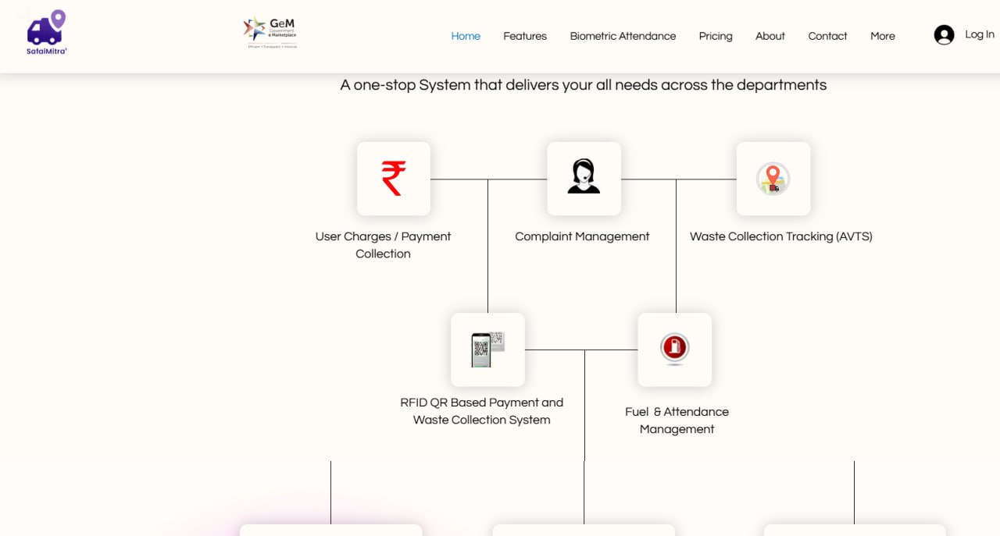 SafaiMitra
GeM
Government
e Marketplace
Efficient • Transparent • Inclusive
Home
Features
Biometric Attendance
Pricing
About
Contact
More
Log In
A one-stop System that delivers your all needs across the departments
User Charges / Payment
Collection
Complaint Management
Waste Collection Tracking (AVTS)
RFID QR Based Payment and
Waste Collection System
Fuel & Attendance
Management